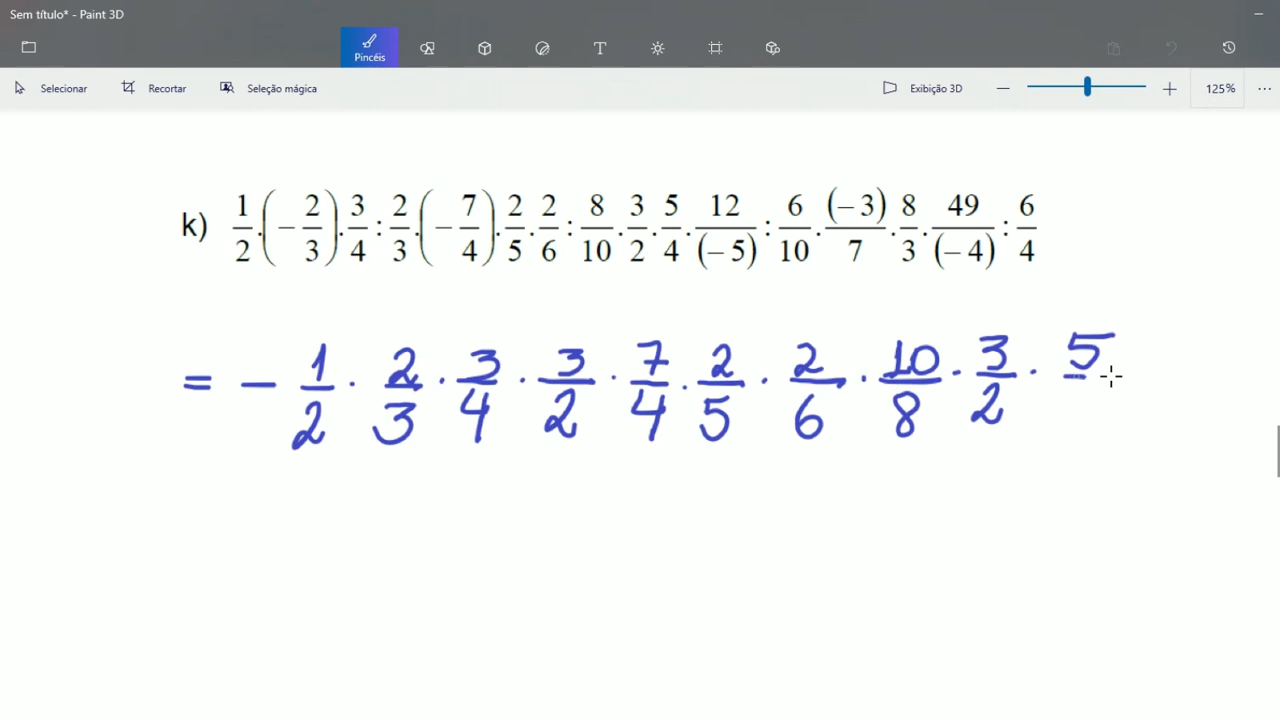 Sem título* - Paint 3D
Pincéis
Selecionar Recortar Seleção mágica Exibição 3D 125%
k) 1/2 . (− 2/3) . 3/4 : 2/3 . (− 7/4) . 2/5 . 2/6 : 8/10 . 3/2 . 5/4 . 12/(− 5) : 6/10 . (− 3)/7 . 8/3 . 49/(− 4) : 6/4
= − 1/2 · 2/3 · 3/4 · 3/2 · 7/4 · 2/5 · 2/6 · 10/8 · 3/2 · 5